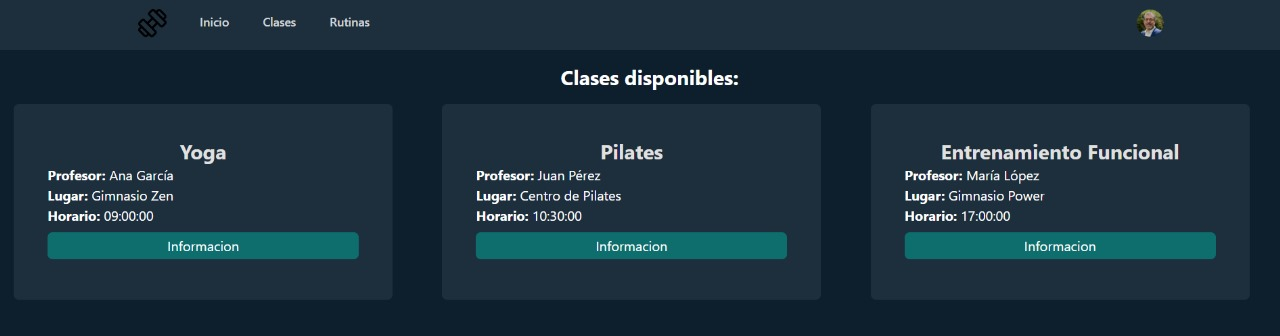 Inicio Clases Rutinas
Clases disponibles:
Yoga
Profesor: Ana García
Lugar: Gimnasio Zen
Horario: 09:00:00
Informacion
Pilates
Profesor: Juan Pérez
Lugar: Centro de Pilates
Horario: 10:30:00
Informacion
Entrenamiento Funcional
Profesor: María López
Lugar: Gimnasio Power
Horario: 17:00:00
Informacion